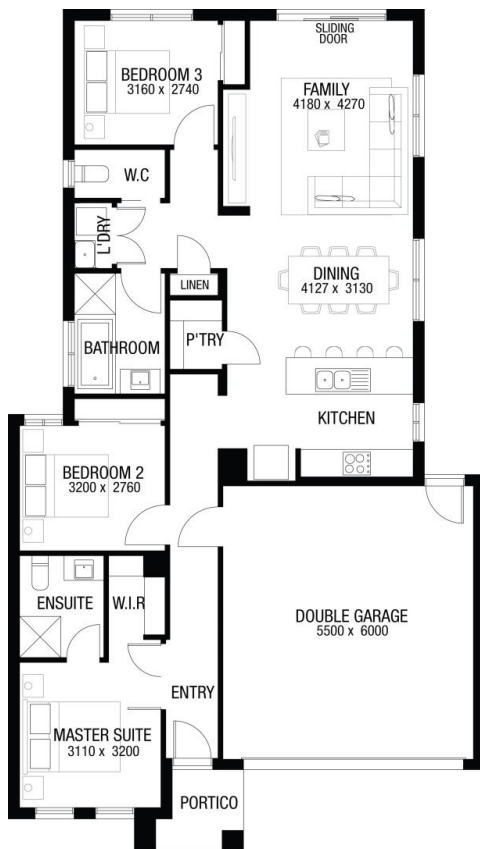 SLIDING
DOOR
BEDROOM 3
3160 x 2740
FAMILY
4180 x 4270
W.C
L'DRY
LINEN
DINING
4127 x 3130
BATHROOM
P'TRY
KITCHEN
BEDROOM 2
3200 x 2760
ENSUITE
W.I.R
DOUBLE GARAGE
5500 x 6000
ENTRY
MASTER SUITE
3110 x 3200
PORTICO